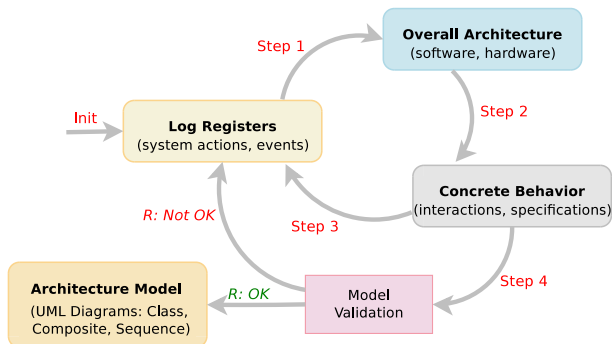 Step 1
Overall Architecture
(software, hardware)
Init
Log Registers
(system actions, events)
Step 2
Concrete Behavior
(interactions, specifications)
R: Not OK
Step 3
Step 4
Architecture Model
(UML Diagrams: Class,
Composite, Sequence)
R: OK
Model
Validation